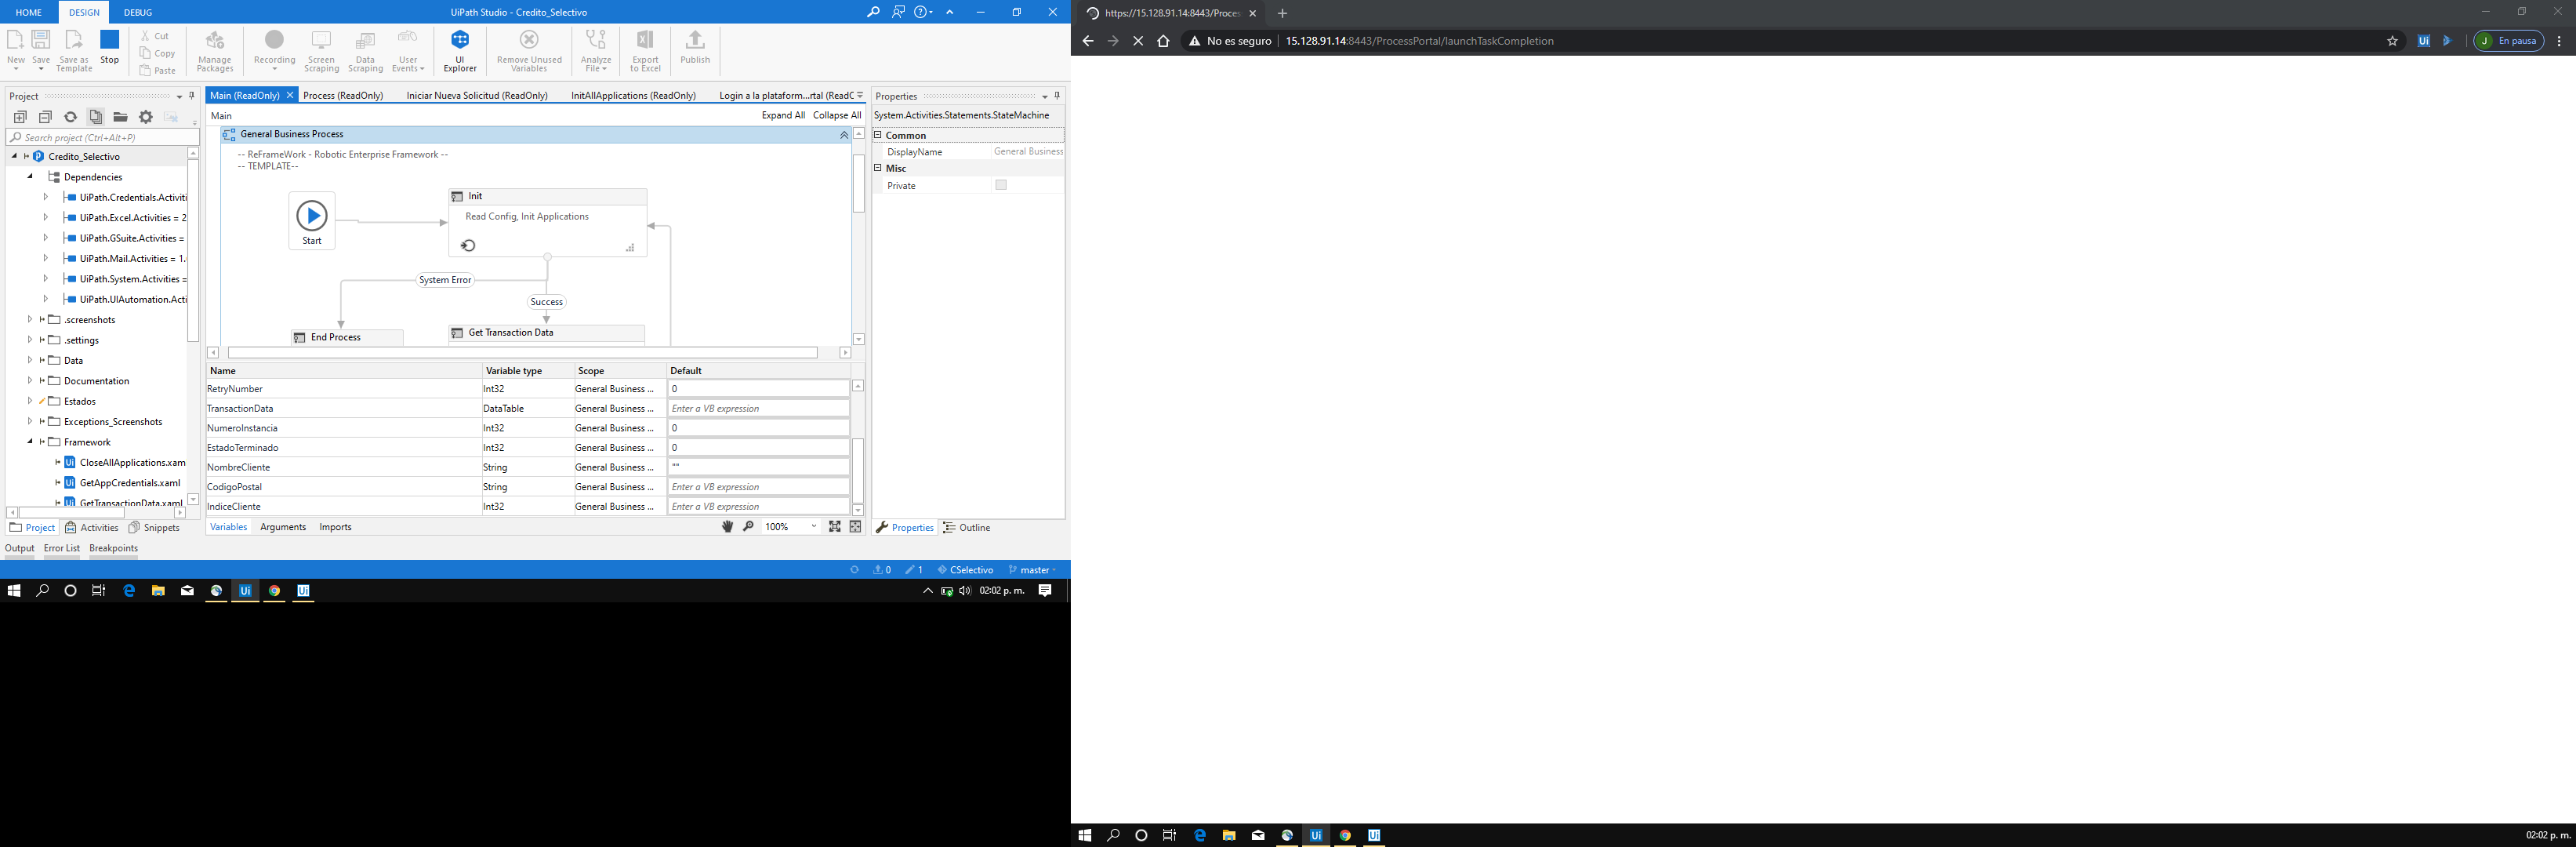 HOME DESIGN DEBUG UiPath Studio - Credito_Selectivo
New Save Save as Template Stop
Cut
Copy
Paste
Manage Packages
Recording Screen Scraping Data Scraping User Events
UI Explorer
Remove Unused Variables
Analyze File
Export to Excel
Publish
Project
Search project (Ctrl+Alt+P)
Credito_Selectivo
Dependencies
UiPath.Credentials.Activiti
UiPath.Excel.Activities = 2
UiPath.GSuite.Activities =
UiPath.Mail.Activities = 1.
UiPath.System.Activities =
UiPath.UIAutomation.Acti
.screenshots
.settings
Data
Documentation
Estados
Exceptions_Screenshots
Framework
CloseAllApplications.xam
GetAppCredentials.xaml
GetTransactionData.xaml
Project Activities Snippets
Output Error List Breakpoints
Main (ReadOnly) Process (ReadOnly) Iniciar Nueva Solicitud (ReadOnly) InitAllApplications (ReadOnly) Login a la plataform...rtal (ReadC
Main Expand All Collapse All
General Business Process
-- ReFrameWork - Robotic Enterprise Framework --
-- TEMPLATE--
Start
Init
Read Config, Init Applications
System Error
Success
End Process
Get Transaction Data
Name Variable type Scope Default
RetryNumber Int32 General Business ... 0
TransactionData DataTable General Business ... Enter a VB expression
NumeroInstancia Int32 General Business ... 0
EstadoTerminado Int32 General Business ... 0
NombreCliente String General Business ... ""
CodigoPostal String General Business ... Enter a VB expression
IndiceCliente Int32 General Business ... Enter a VB expression
Variables Arguments Imports 100%
Properties
System.Activities.Statements.StateMachine
Common
DisplayName General Business
Misc
Private
Properties Outline
0 1 CSelectivo master
02:02 p. m.
https://15.128.91.14:8443/Proces
No es seguro 15.128.91.14:8443/ProcessPortal/launchTaskCompletion
Ui
J En pausa
02:02 p. m.